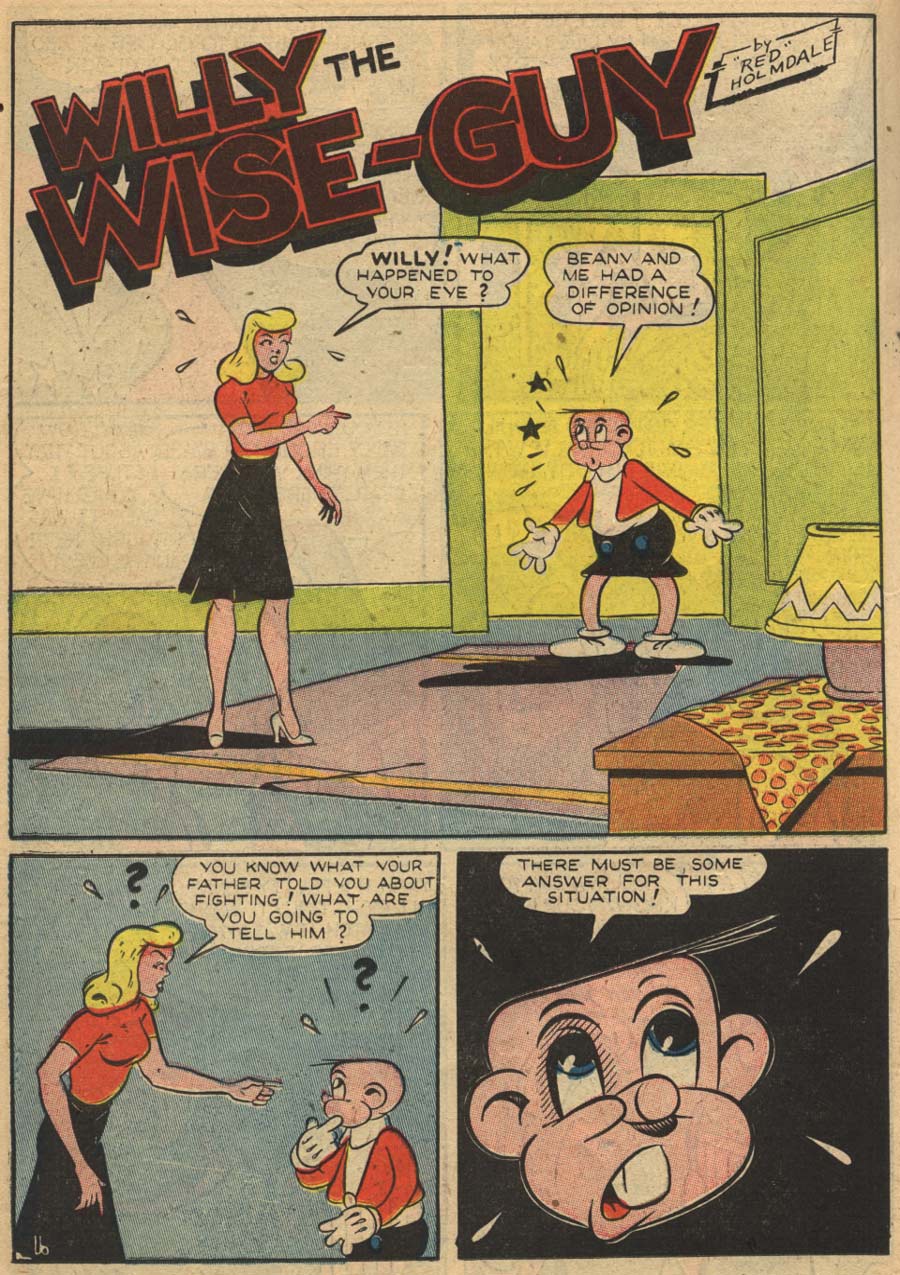 WILLY THE
WISE-GUY
by
"RED"
HOLMDALE
WILLY! WHAT
HAPPENED TO
YOUR EYE?
BEANY AND
ME HAD A
DIFFERENCE
OF OPINION!
YOU KNOW WHAT YOUR
FATHER TOLD YOU ABOUT
FIGHTING! WHAT ARE
YOU GOING TO
TELL HIM?
?
?
THERE MUST BE SOME
ANSWER FOR THIS
SITUATION!